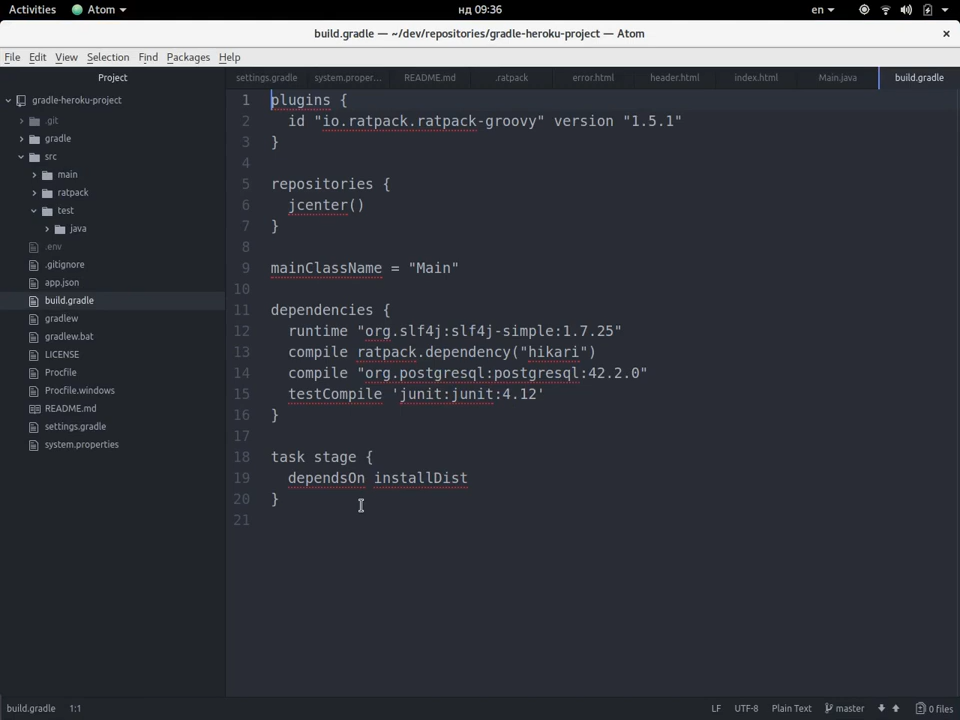 Activities Atom нд 09:36 en
build.gradle — ~/dev/repositories/gradle-heroku-project — Atom
File Edit View Selection Find Packages Help
Project
gradle-heroku-project
.git
gradle
src
main
ratpack
test
java
.env
.gitignore
app.json
build.gradle
gradlew
gradlew.bat
LICENSE
Procfile
Procfile.windows
README.md
settings.gradle
system.properties
settings.gradle system.proper... README.md .ratpack error.html header.html index.html Main.java build.gradle
1 plugins {
2 id "io.ratpack.ratpack-groovy" version "1.5.1"
3 }
4
5 repositories {
6 jcenter()
7 }
8
9 mainClassName = "Main"
10
11 dependencies {
12 runtime "org.slf4j:slf4j-simple:1.7.25"
13 compile ratpack.dependency("hikari")
14 compile "org.postgresql:postgresql:42.2.0"
15 testCompile 'junit:junit:4.12'
16 }
17
18 task stage {
19 dependsOn installDist
20 }
21
build.gradle 1:1 LF UTF-8 Plain Text master 0 files